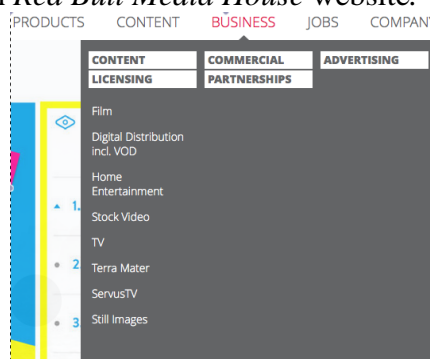 Red Bull Media House website.
PRODUCTS CONTENT BUSINESS JOBS COMPANY
CONTENT LICENSING
COMMERCIAL PARTNERSHIPS
ADVERTISING
Film
Digital Distribution
incl. VOD
Home
Entertainment
Stock Video
TV
Terra Mater
ServusTV
Still Images
1.
2
3